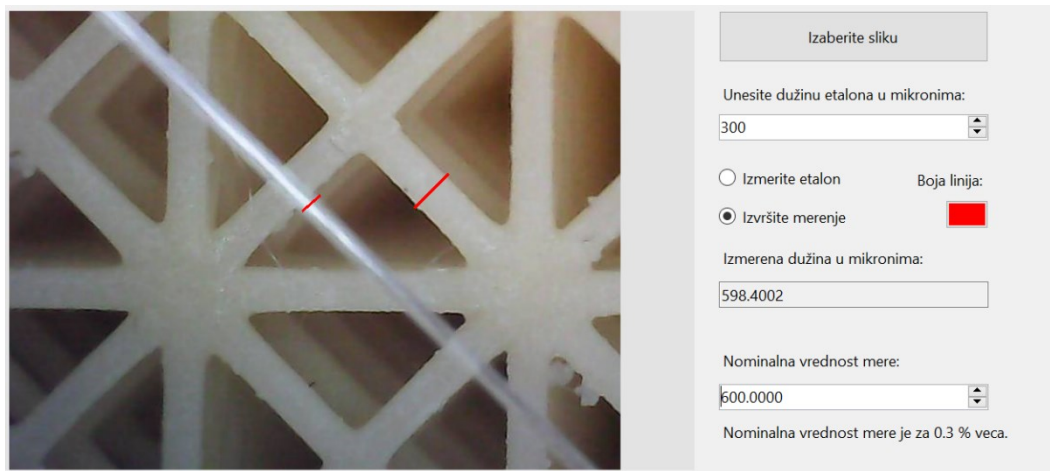 Izaberite sliku
Unesite dužinu etalona u mikronima:
300
Izmerite etalon
Boja linija:
Izvršite merenje
Izmerena dužina u mikronima:
598.4002
Nominalna vrednost mere:
600.0000
Nominalna vrednost mere je za 0.3 % veca.